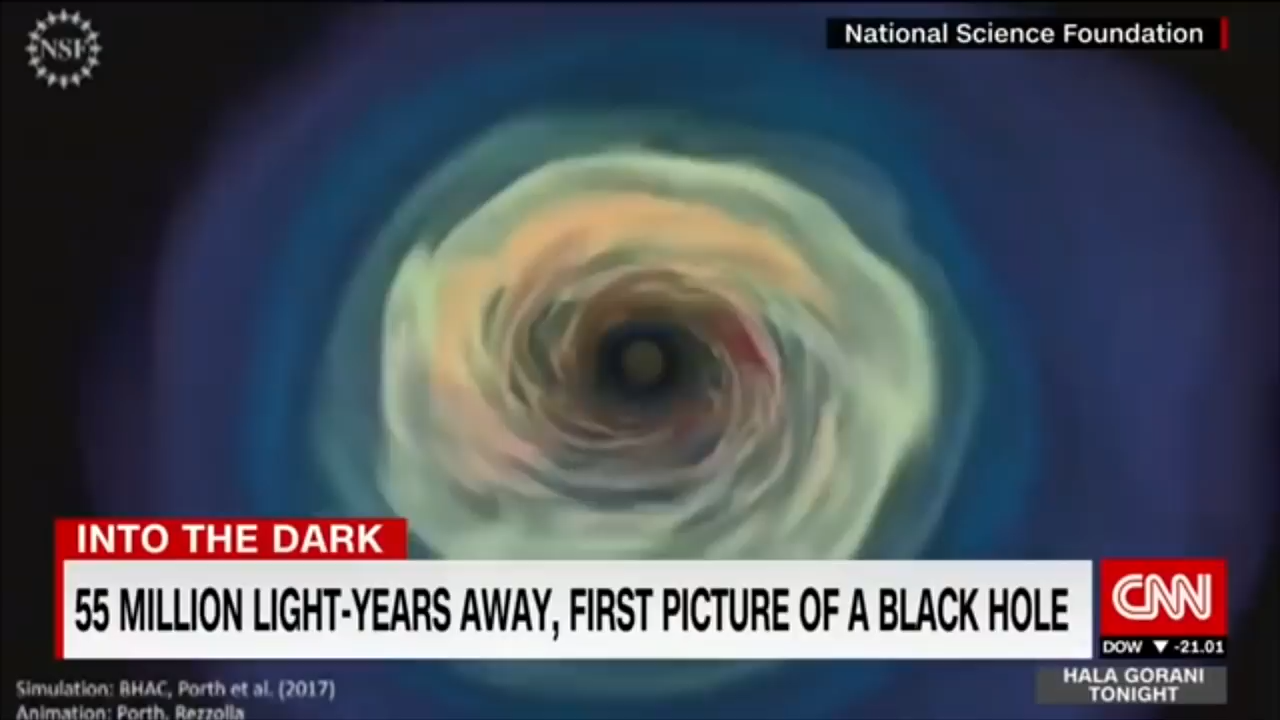 NSF
National Science Foundation
INTO THE DARK
55 MILLION LIGHT-YEARS AWAY, FIRST PICTURE OF A BLACK HOLE
CNN
DOW ▼ -21.01
HALA GORANI
TONIGHT
Simulation: BHAC, Porth et al. (2017)
Animation: Porth, Rezzolla